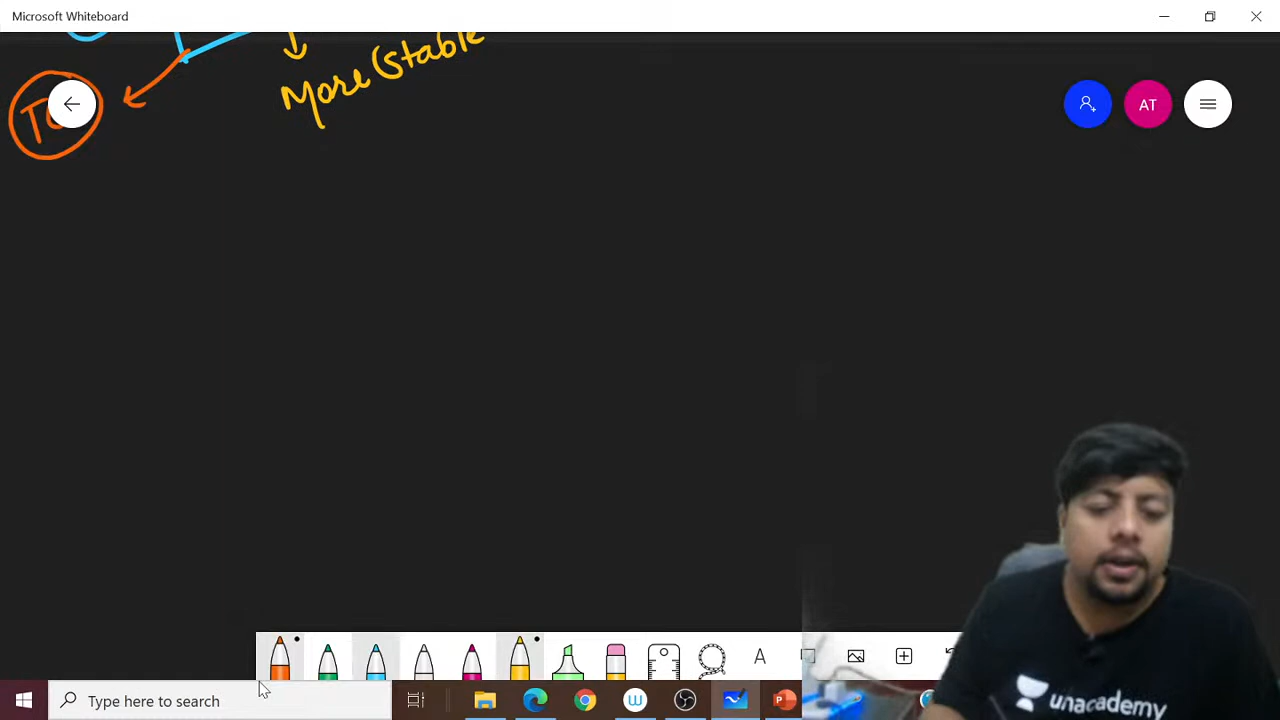 Microsoft Whiteboard
More (Stable
AT
A
Type here to search
unacademy